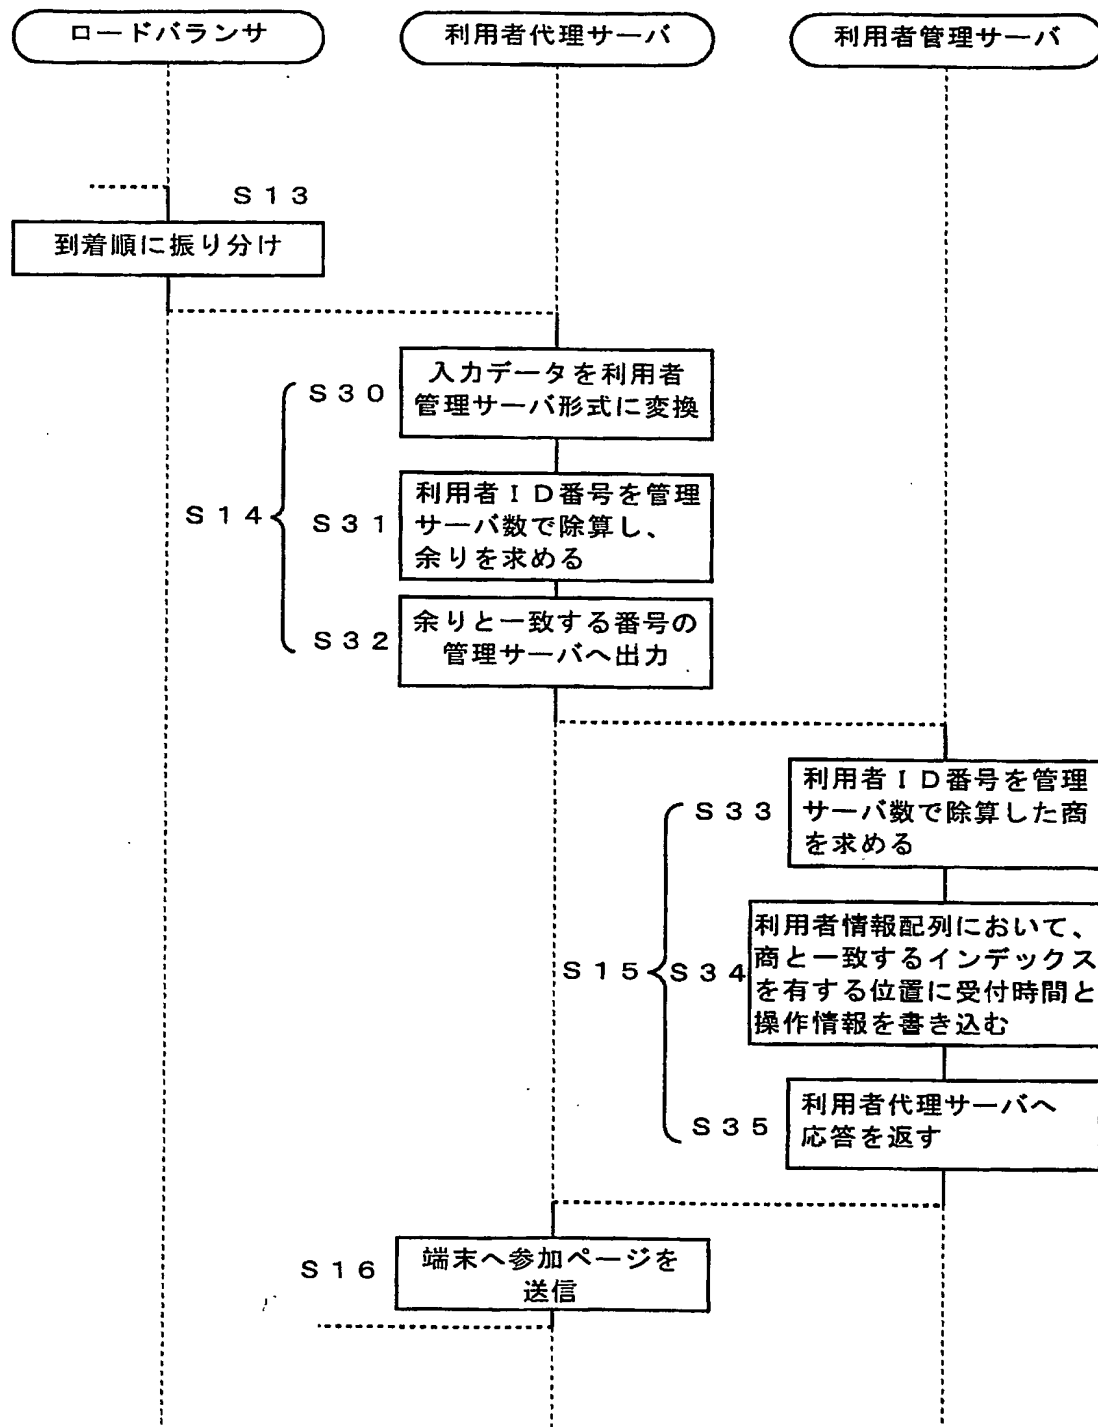 ロードバランサ
利用者代理サーバ
利用者管理サーバ
S13
到着順に振り分け
S14
S30
入力データを利用者
管理サーバ形式に変換
S31
利用者ID番号を管理
サーバ数で除算し、
余りを求める
S32
余りと一致する番号の
管理サーバへ出力
S15
S33
利用者ID番号を管理
サーバ数で除算した商
を求める
S34
利用者情報配列において、
商と一致するインデックス
を有する位置に受付時間と
操作情報を書き込む
S35
利用者代理サーバへ
応答を返す
S16
端末へ参加ページを
送信